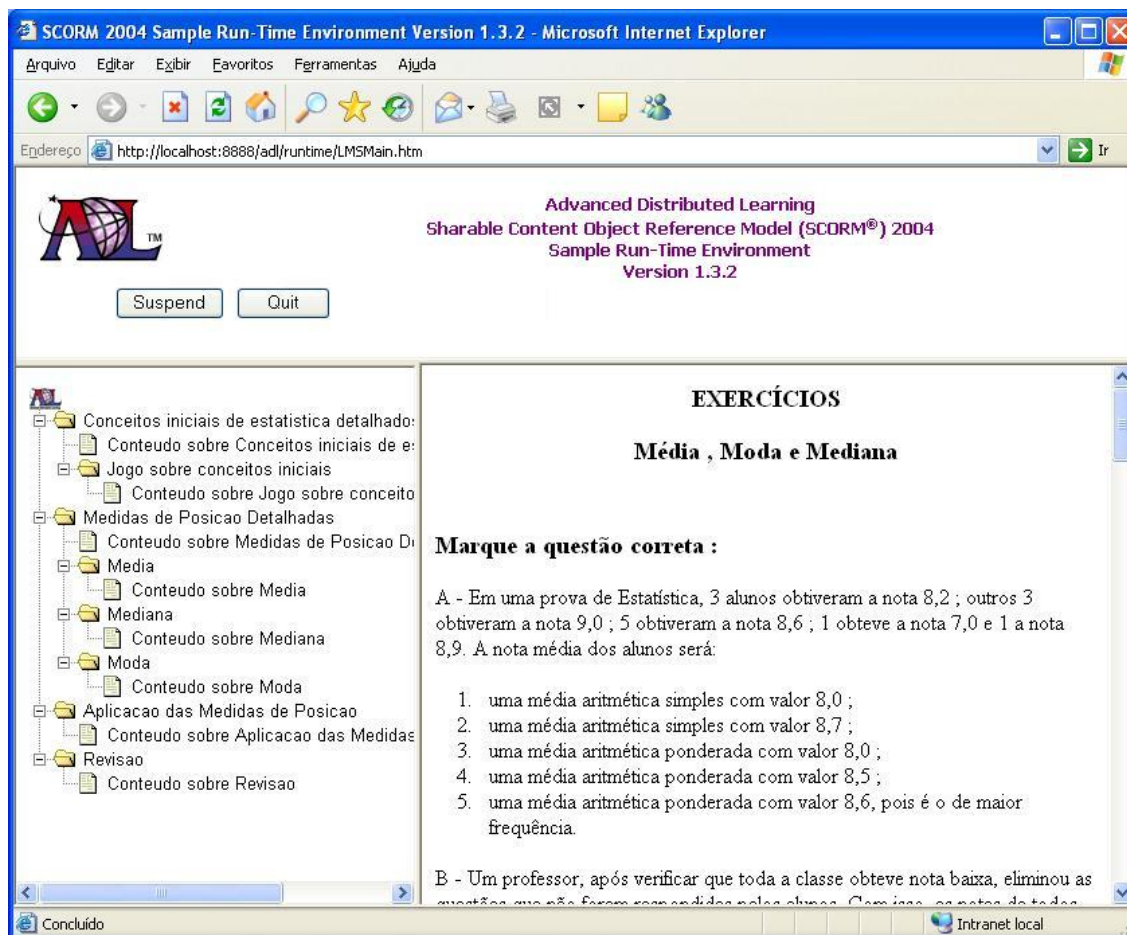 SCORM 2004 Sample Run-Time Environment Version 1.3.2 - Microsoft Internet Explorer
Arquivo Editar Exibir Favoritos Ferramentas Ajuda
Endereço http://localhost:8888/adl/runtime/LMSMain.htm Ir
ADL TM
Advanced Distributed Learning
Sharable Content Object Reference Model (SCORM®) 2004
Sample Run-Time Environment
Version 1.3.2
Suspend Quit
ADL
Conceitos iniciais de estatistica detalhado
Conteudo sobre Conceitos iniciais de
Jogo sobre conceitos iniciais
Conteudo sobre Jogo sobre conceito
Medidas de Posicao Detalhadas
Conteudo sobre Medidas de Posicao
Media
Conteudo sobre Media
Mediana
Conteudo sobre Mediana
Moda
Conteudo sobre Moda
Aplicacao das Medidas de Posicao
Conteudo sobre Aplicacao das Medidas
Revisao
Conteudo sobre Revisao
EXERCÍCIOS
Média , Moda e Mediana
Marque a questão correta :
A - Em uma prova de Estatística, 3 alunos obtiveram a nota 8,2 ; outros 3
obtiveram a nota 9,0 ; 5 obtiveram a nota 8,6 ; 1 obteve a nota 7,0 e 1 a nota
8,9. A nota média dos alunos será:
1. uma média aritmética simples com valor 8,0 ;
2. uma média aritmética simples com valor 8,7 ;
3. uma média aritmética ponderada com valor 8,0 ;
4. uma média aritmética ponderada com valor 8,5 ;
5. uma média aritmética ponderada com valor 8,6, pois é o de maior
frequência.
B - Um professor, após verificar que toda a classe obteve nota baixa, eliminou as
Concluído
Intranet local